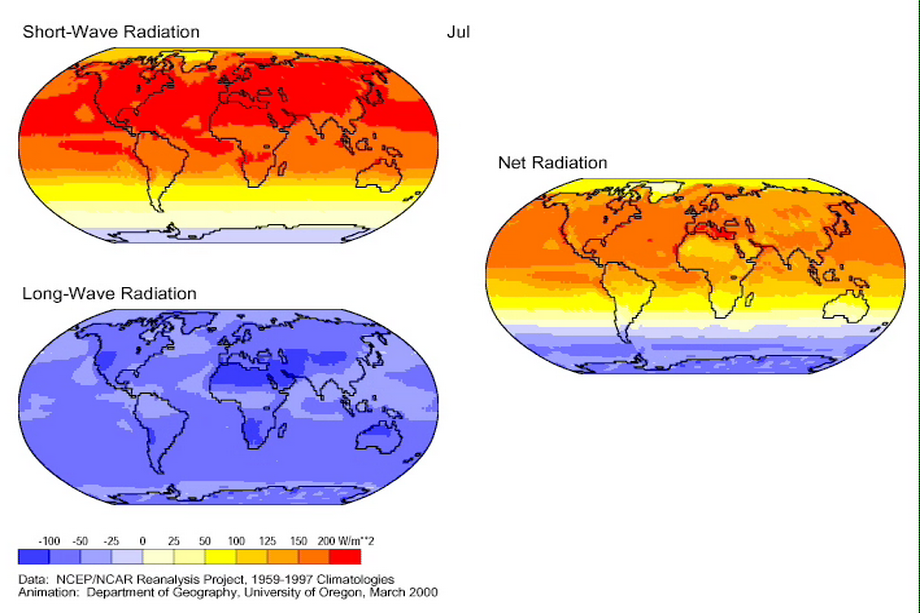 Short-Wave Radiation
Jul
Net Radiation
Long-Wave Radiation
-100 -50 -25 0 25 50 100 125 150 200 W/m**2
Data: NCEP/NCAR Reanalysis Project, 1959-1997 Climatologies
Animation: Department of Geography, University of Oregon, March 2000